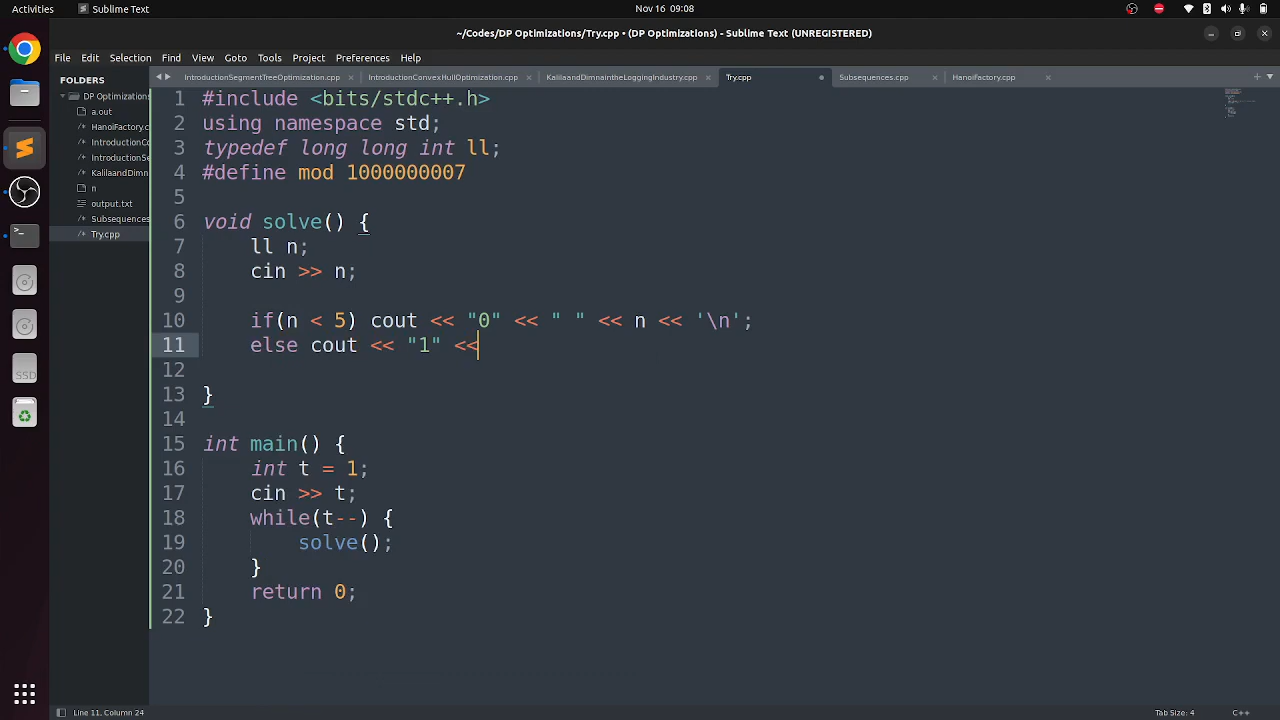 Activities
Sublime Text
Nov 16 09:08
~/Codes/DP Optimizations/Try.cpp • (DP Optimizations) - Sublime Text (UNREGISTERED)
File Edit Selection Find View Goto Tools Project Preferences Help
FOLDERS
DP Optimizations
a.out
HanoiFactory.c
IntroductionCo
IntroductionSe
KalilaandDimn
n
output.txt
Subsequences
Try.cpp
IntroductionSegmentTreeOptimization.cpp
IntroductionConvexHullOptimization.cpp
KalilaandDimnaintheLoggingIndustry.cpp
Try.cpp
Subsequences.cpp
HanoiFactory.cpp
1 #include <bits/stdc++.h>
2 using namespace std;
3 typedef long long int ll;
4 #define mod 1000000007
5
6 void solve() {
7 ll n;
8 cin >> n;
9
10 if(n < 5) cout << "0" << " " << n << '\n';
11 else cout << "1" <<
12
13 }
14
15 int main() {
16 int t = 1;
17 cin >> t;
18 while(t--) {
19 solve();
20 }
21 return 0;
22 }
Line 11, Column 24
Tab Size: 4
C++